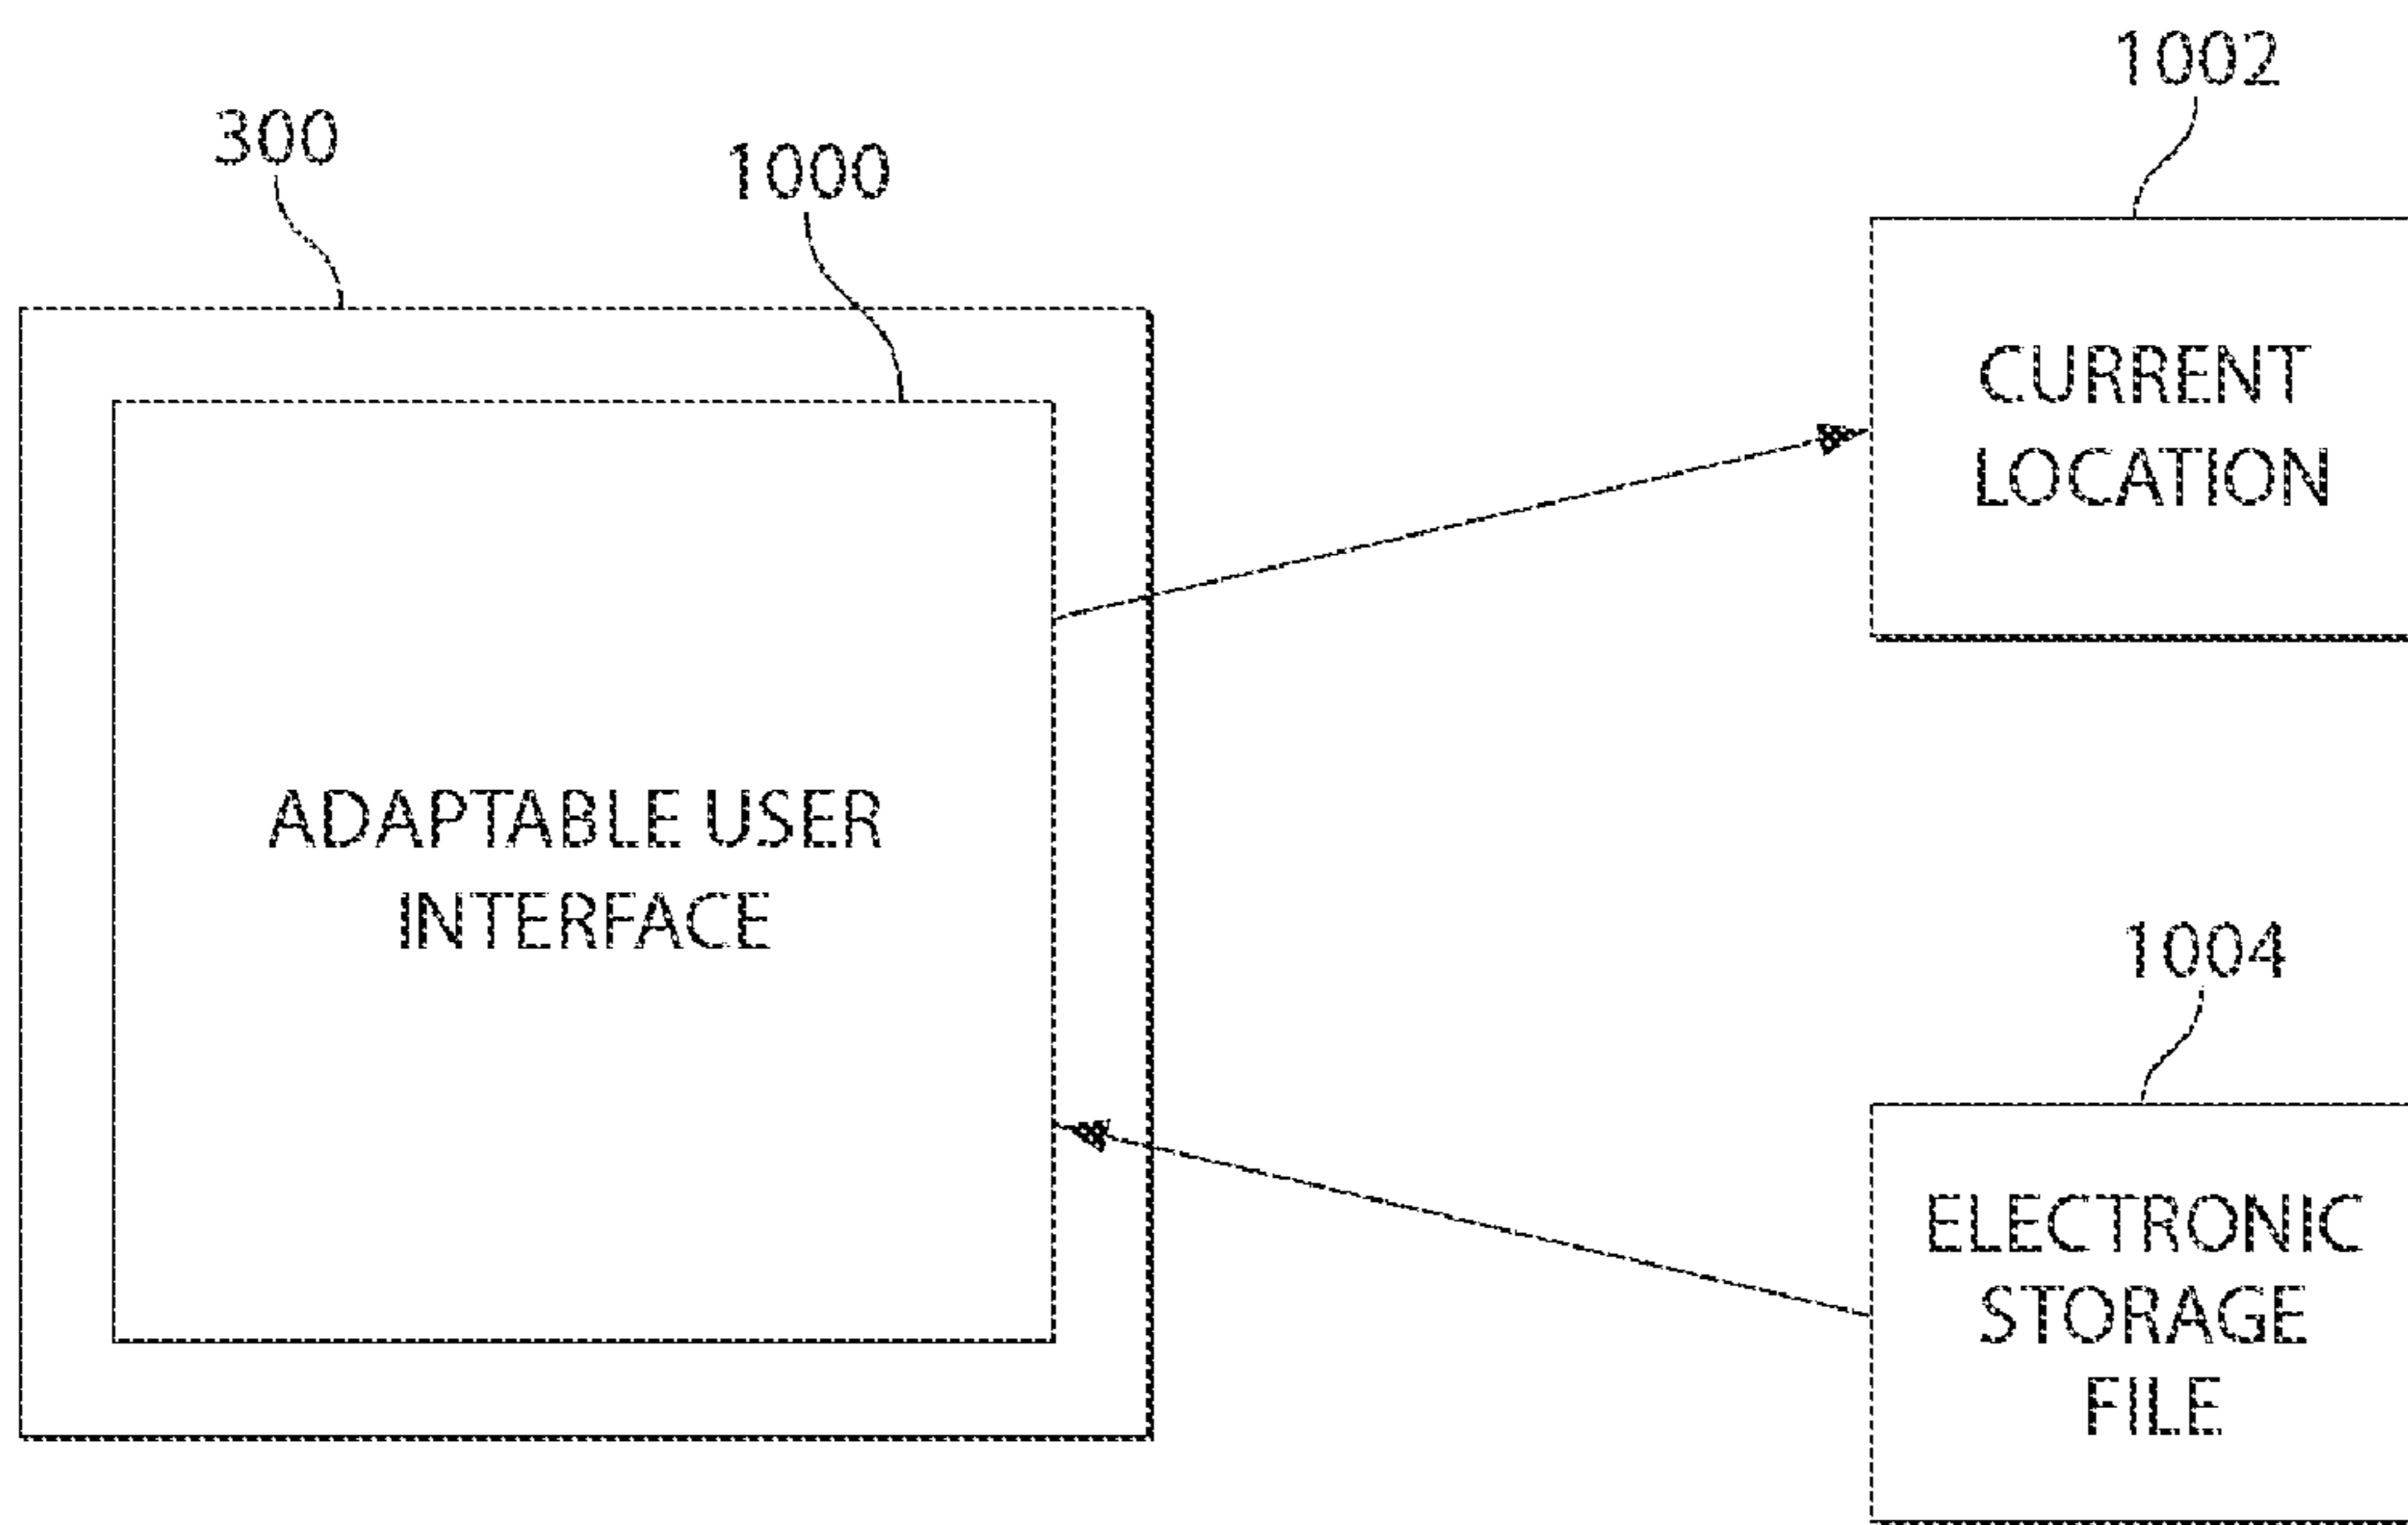 300
1000
ADAPTABLE USER
INTERFACE
1002
CURRENT
LOCATION
1004
ELECTRONIC
STORAGE
FILE